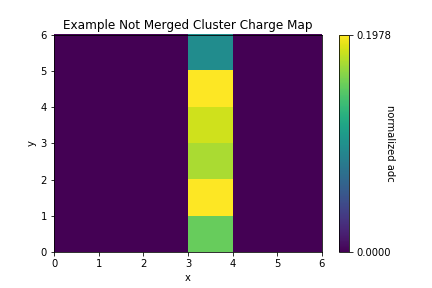 Example Not Merged Cluster Charge Map
6
5
4
3
2
1
0
y
0 1 2 3 4 5 6
x
0.1978
0.0000
normalized adc